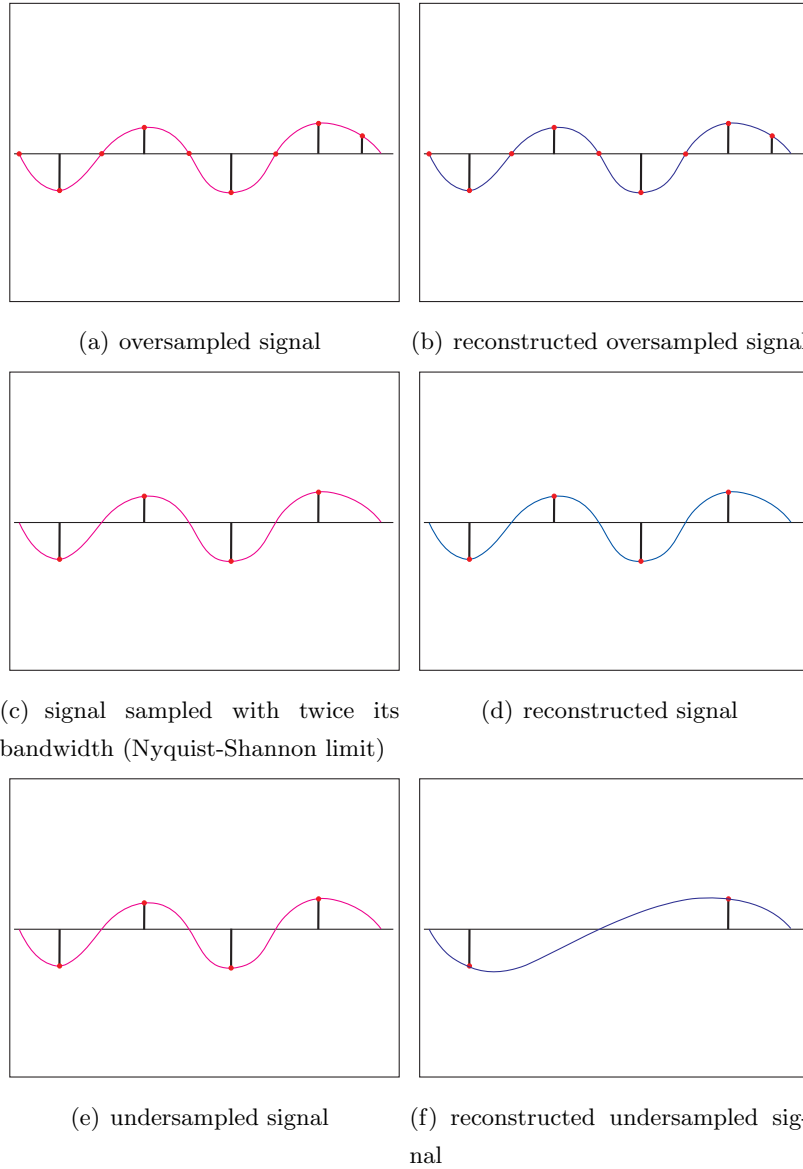 (a) oversampled signal
(b) reconstructed oversampled signal
(c) signal sampled with twice its
bandwidth (Nyquist-Shannon limit)
(d) reconstructed signal
(e) undersampled signal
(f) reconstructed undersampled sig-
nal